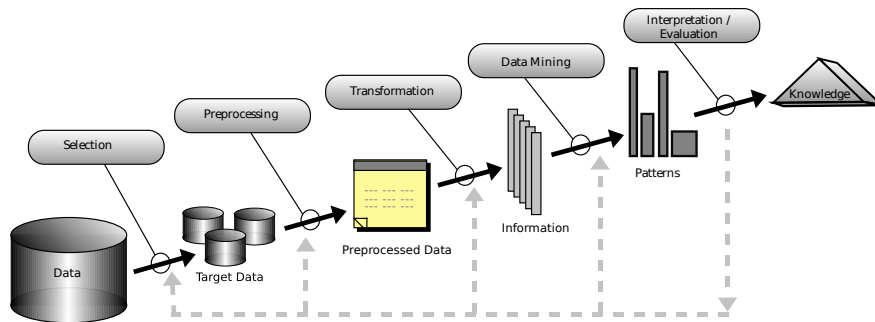 Interpretation /
Evaluation
Data Mining
Transformation
Preprocessing
Selection
Knowledge
Patterns
Information
Preprocessed Data
Target Data
Data